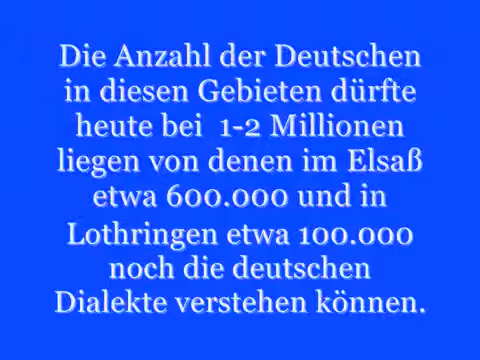 Die Anzahl der Deutschen
in diesen Gebieten dürfte
heute bei 1-2 Millionen
liegen von denen im Elsaß
etwa 600.000 und in
Lothringen etwa 100.000
noch die deutschen
Dialekte verstehen können.